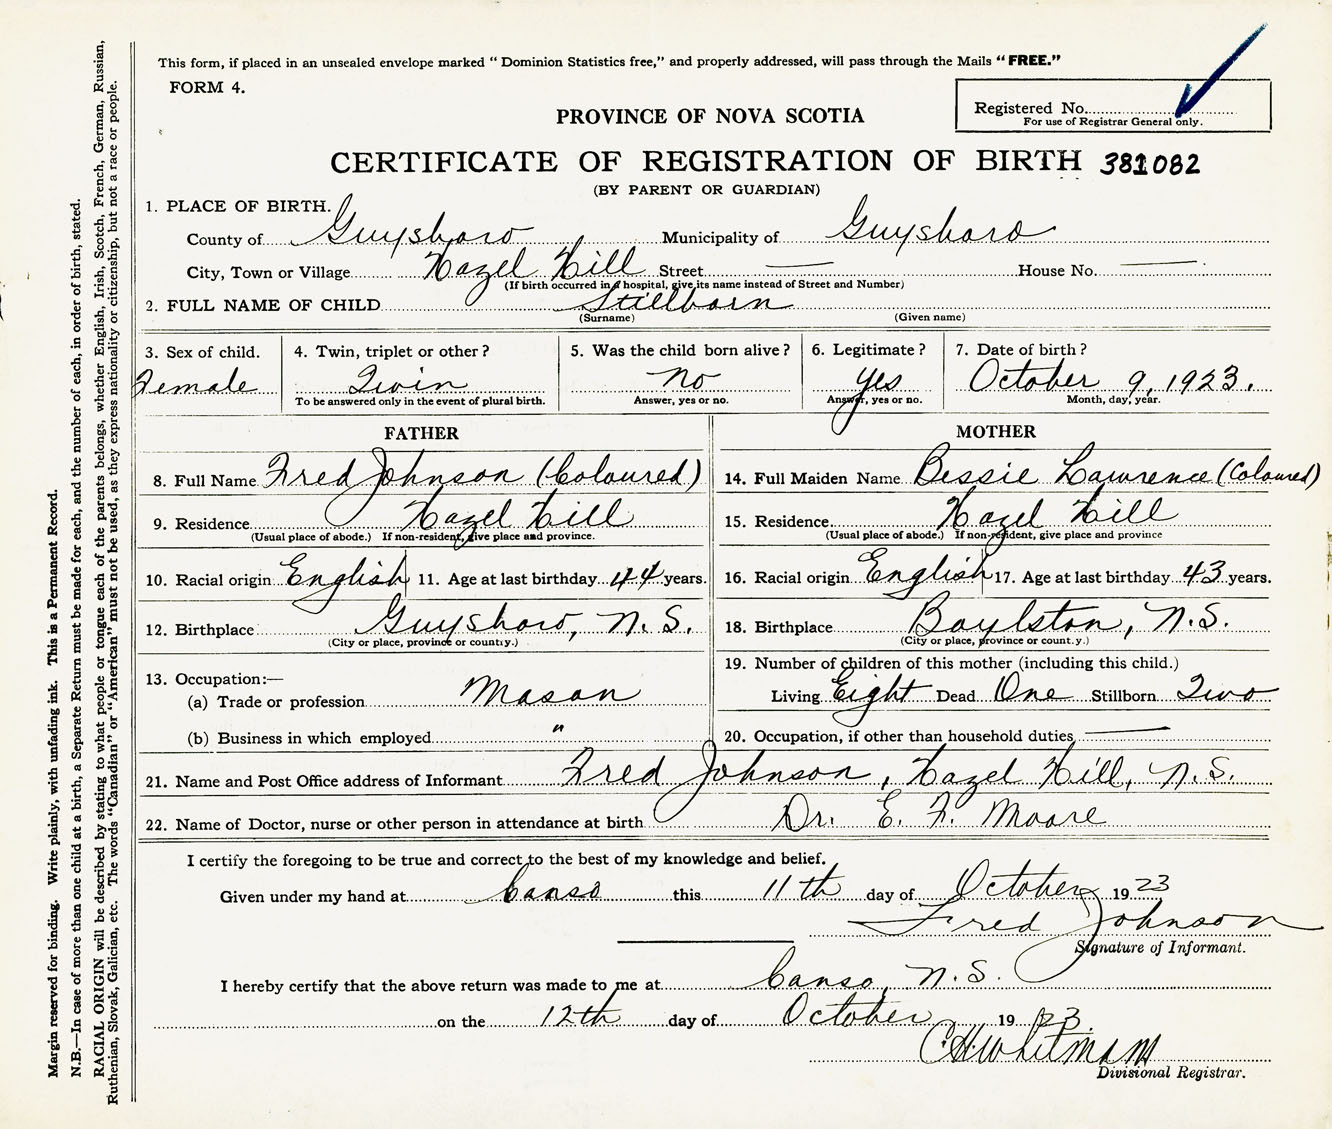 This form, if placed in an unsealed envelope marked “ Dominion Statistics free,” and properly addressed, will pass through the Mails “ FREE.”
FORM 4.
Registered No.
For use of Registrar General only.
PROVINCE OF NOVA SCOTIA
CERTIFICATE OF REGISTRATION OF BIRTH 381082
(BY PARENT OR GUARDIAN)
1. PLACE OF BIRTH.
County of Guysboro Municipality of Guysboro
City, Town or Village Hazel Hill Street — House No. —
(If birth occurred in a hospital, give its name instead of Street and Number)
2. FULL NAME OF CHILD Stillborn
(Surname) (Given name)
3. Sex of child. 4. Twin, triplet or other ? 5. Was the child born alive ? 6. Legitimate ? 7. Date of birth ?
Female Twin no yes October 9, 1923.
To be answered only in the event of plural birth. Answer, yes or no. Answer, yes or no. Month, day, year.
FATHER
8. Full Name Fred Johnson (Coloured)
9. Residence Hazel Hill
(Usual place of abode.) If non-resident, give place and province.
10. Racial origin English 11. Age at last birthday 44 years.
12. Birthplace Guysboro, N.S.
(City or place, province or country.)
13. Occupation:—
(a) Trade or profession Mason
(b) Business in which employed "
MOTHER
14. Full Maiden Name Bessie Lawrence (Coloured)
15. Residence Hazel Hill
(Usual place of abode.) If non-resident, give place and province
16. Racial origin English 17. Age at last birthday 43 years.
18. Birthplace Boylston, N.S.
(City or place, province or count.y.)
19. Number of children of this mother (including this child.)
Living Eight Dead One Stillborn Two
20. Occupation, if other than household duties —
21. Name and Post Office address of Informant Fred Johnson, Hazel Hill, N.S.
22. Name of Doctor, nurse or other person in attendance at birth Dr. E. F. Moore
I certify the foregoing to be true and correct to the best of my knowledge and belief.
Given under my hand at Canso this 11th day of October 1923
Fred Johnson
Signature of Informant.
I hereby certify that the above return was made to me at Canso, N.S.
on the 12th day of October 1923.
C.H. Whitman
Divisional Registrar.
Margin reserved for binding. Write plainly, with unfading ink. This is a Permanent Record.
N.B.—In case of more than one child at a birth, a Separate Return must be made for each, and the number of each, in order of birth, stated.
RACIAL ORIGIN will be described by stating to what people or tongue each of the parents belongs, whether English, Irish, Scotch, French, German, Russian,
Ruthenian, Slovak, Galician, etc. The words “Canadian” or “American” must not be used, as they express nationality or citizenship, but not a race or people.